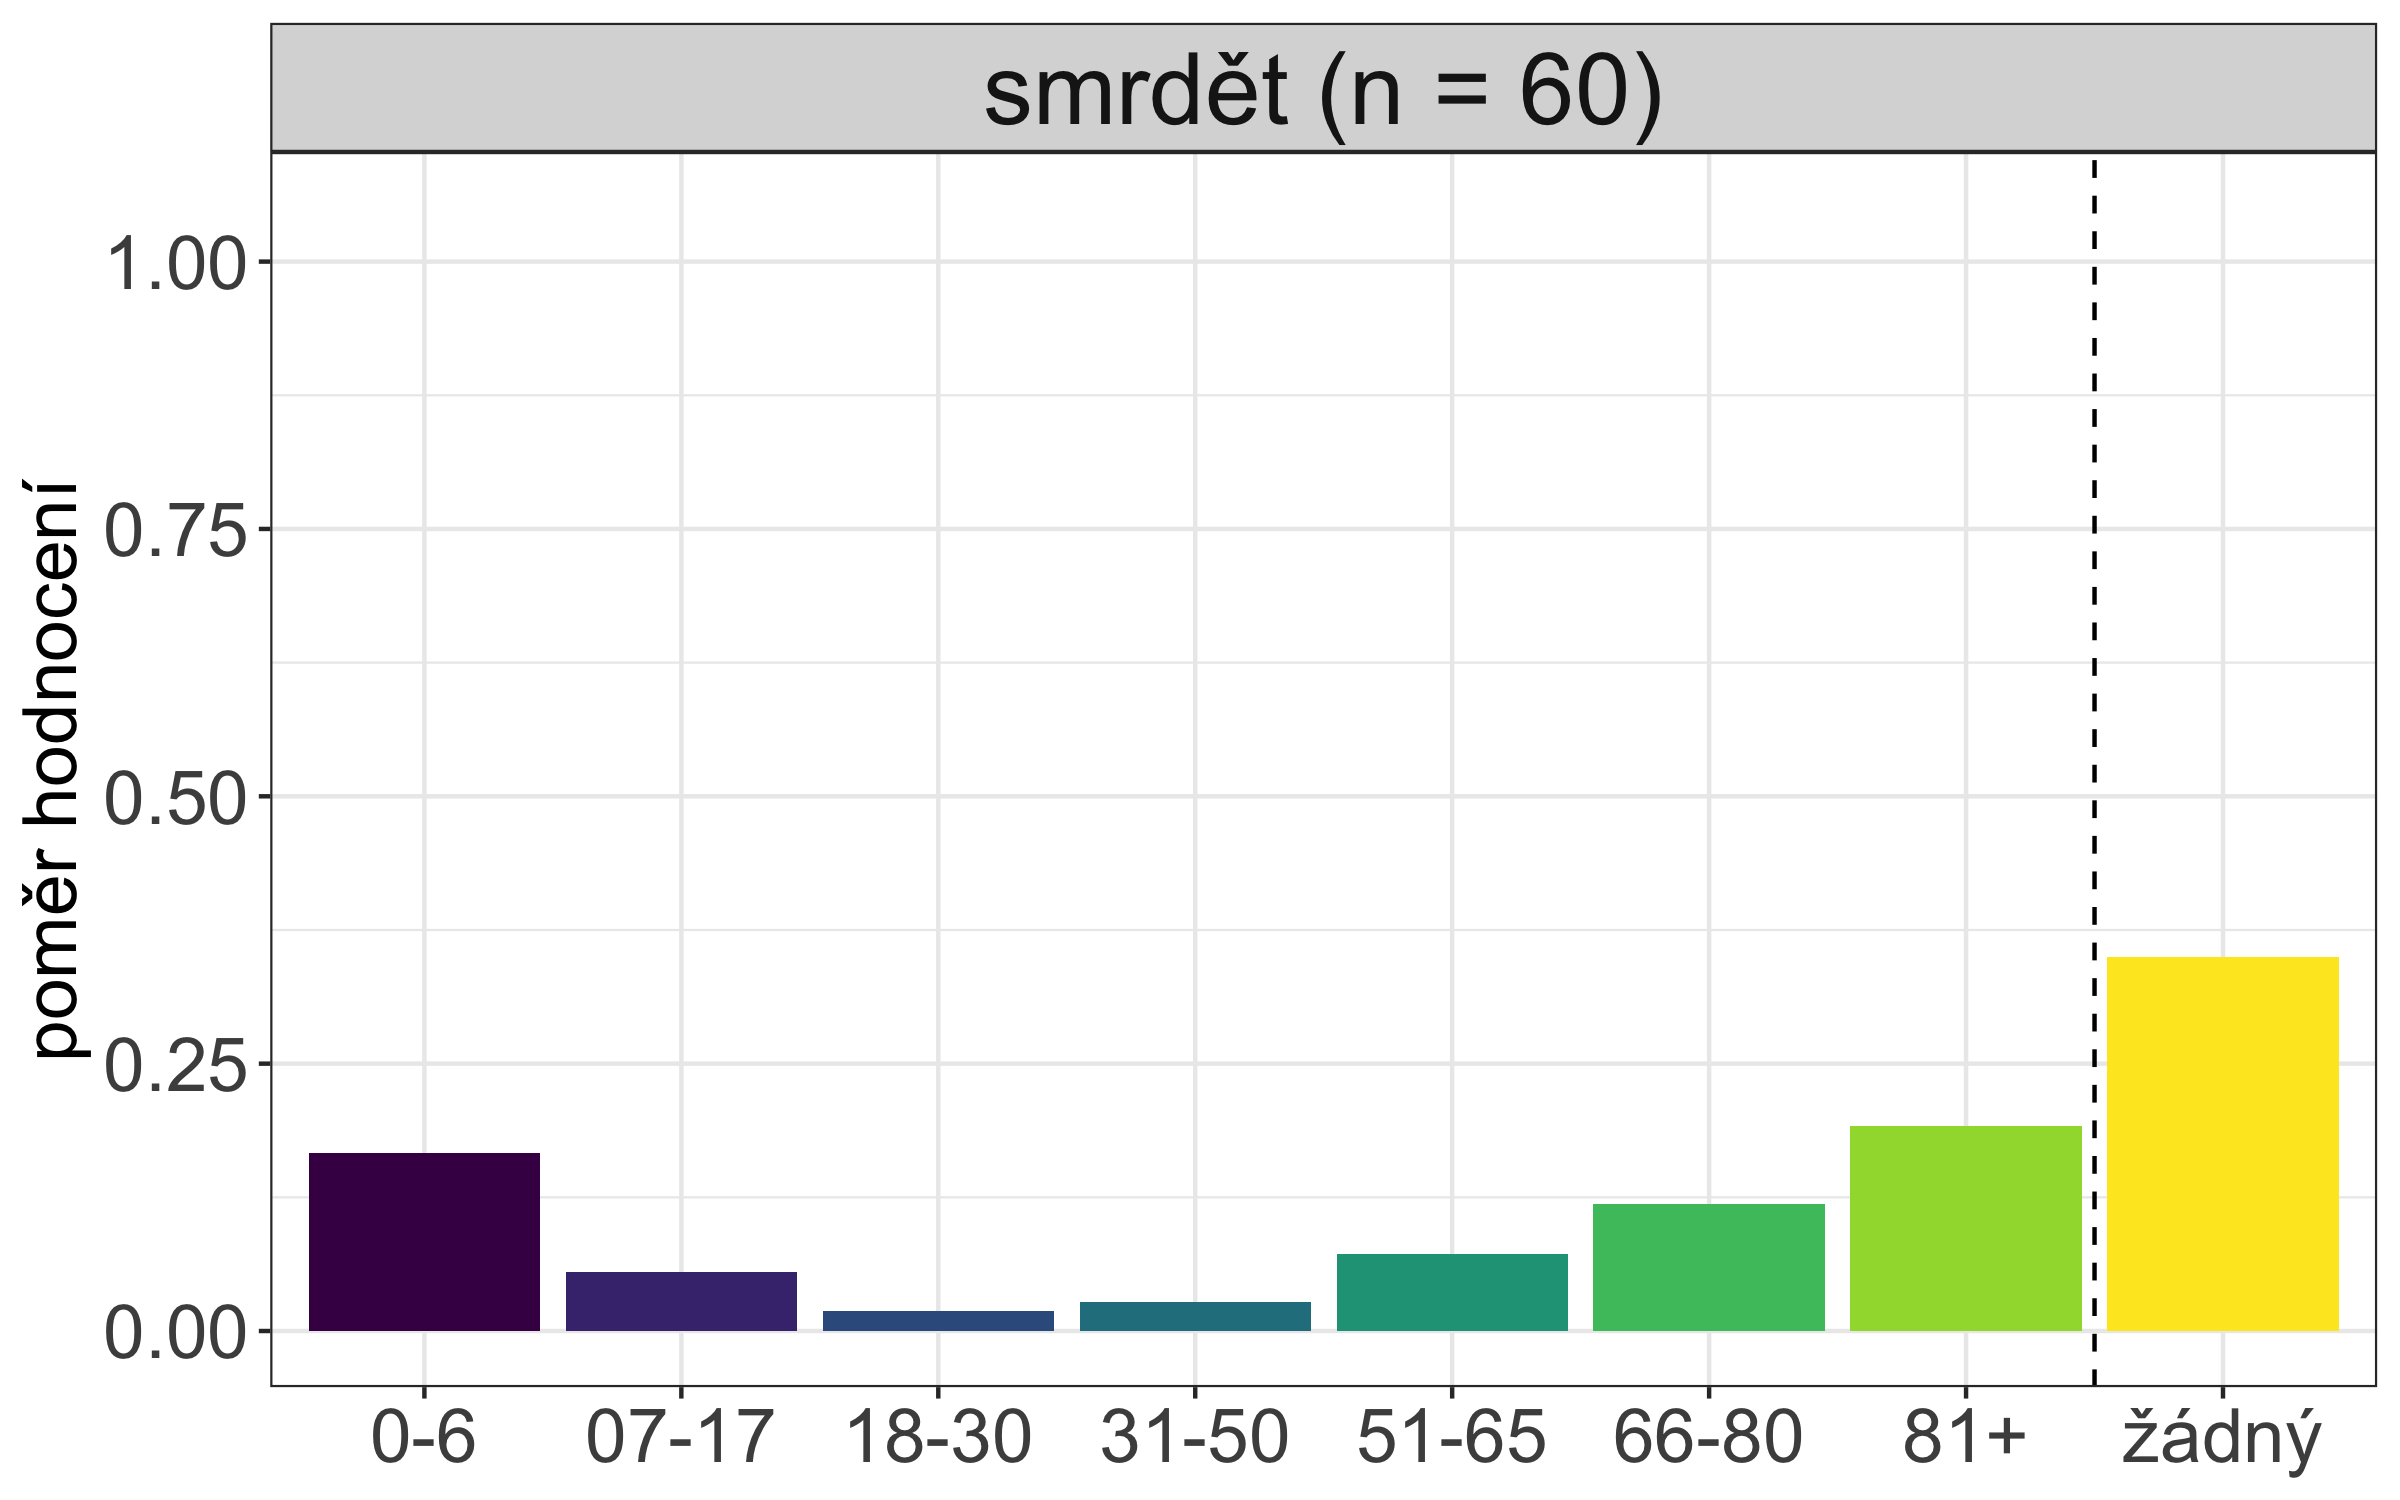 smrdět (n = 60)
poměr hodnocení
1.00
0.75
0.50
0.25
0.00
0-6 07-17 18-30 31-50 51-65 66-80 81+ žádný